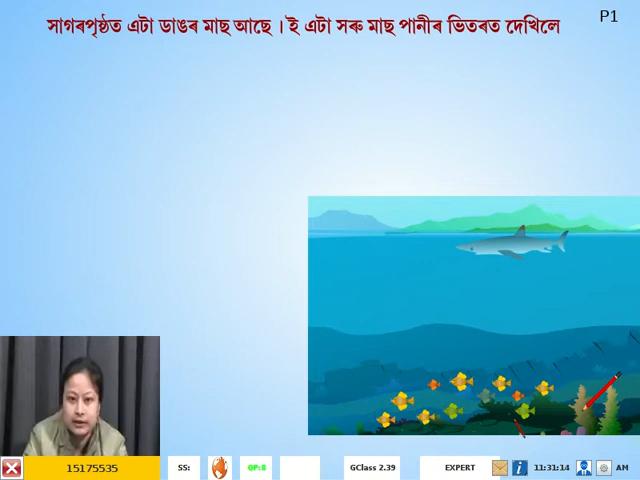 P1
সাগৰপৃষ্ঠত এটা ডাঙৰ মাছ আছে । ই এটা সৰু মাছ পানীৰ ভিতৰত দেখিলে
15175535 SS: OP:8 GClass 2.39 EXPERT 11:31:14 AM